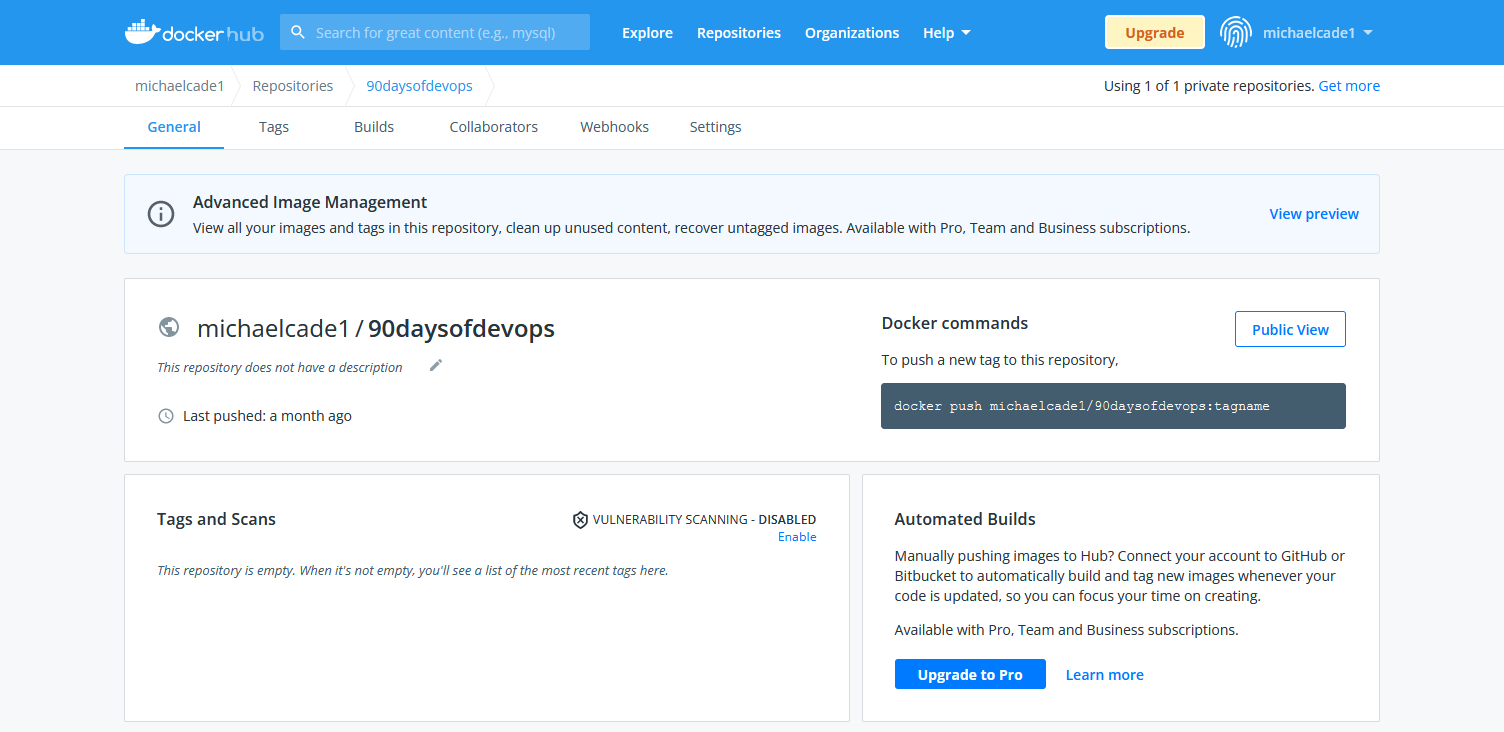 docker hub
Search for great content (e.g., mysql)
Explore
Repositories
Organizations
Help
Upgrade
michaelcade1
michaelcade1
Repositories
90daysofdevops
Using 1 of 1 private repositories. Get more
General
Tags
Builds
Collaborators
Webhooks
Settings
Advanced Image Management
View all your images and tags in this repository, clean up unused content, recover untagged images. Available with Pro, Team and Business subscriptions.
View preview
michaelcade1 / 90daysofdevops
This repository does not have a description
Last pushed: a month ago
Docker commands
Public View
To push a new tag to this repository,
docker push michaelcade1/90daysofdevops:tagname
Tags and Scans
VULNERABILITY SCANNING - DISABLED
Enable
This repository is empty. When it's not empty, you'll see a list of the most recent tags here.
Automated Builds
Manually pushing images to Hub? Connect your account to GitHub or
Bitbucket to automatically build and tag new images whenever your
code is updated, so you can focus your time on creating.
Available with Pro, Team and Business subscriptions.
Upgrade to Pro
Learn more